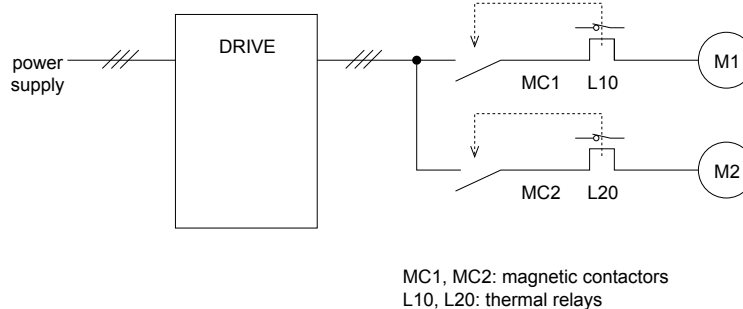 DRIVE
power
supply
MC1 L10
M1
MC2 L20
M2
MC1, MC2: magnetic contactors
L10, L20: thermal relays